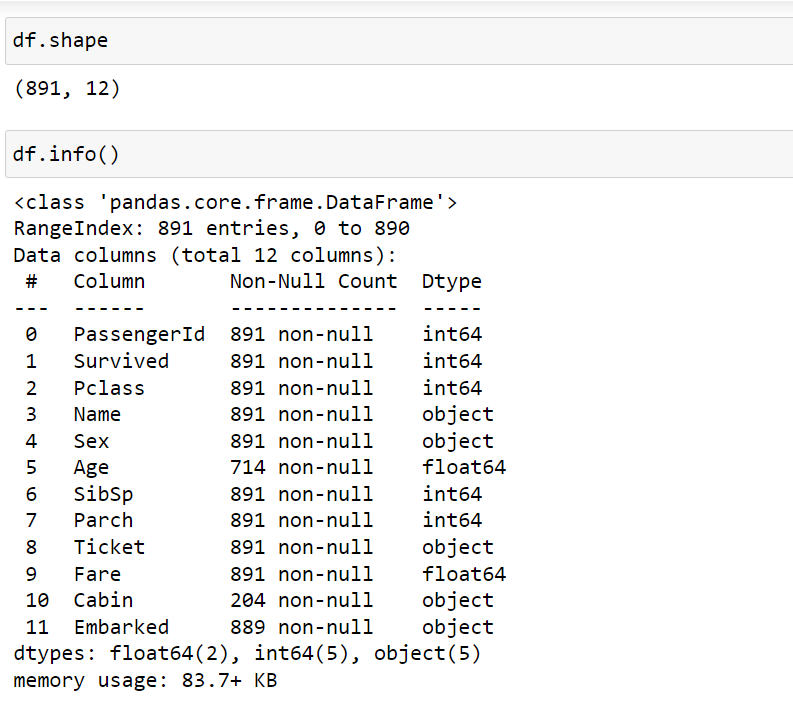 df.shape
(891, 12)
df.info()
<class 'pandas.core.frame.DataFrame'>
RangeIndex: 891 entries, 0 to 890
Data columns (total 12 columns):
 #   Column       Non-Null Count  Dtype
---  ------       --------------  -----
 0   PassengerId  891 non-null    int64
 1   Survived     891 non-null    int64
 2   Pclass       891 non-null    int64
 3   Name         891 non-null    object
 4   Sex          891 non-null    object
 5   Age          714 non-null    float64
 6   SibSp        891 non-null    int64
 7   Parch        891 non-null    int64
 8   Ticket       891 non-null    object
 9   Fare         891 non-null    float64
 10  Cabin        204 non-null    object
 11  Embarked     889 non-null    object
dtypes: float64(2), int64(5), object(5)
memory usage: 83.7+ KB